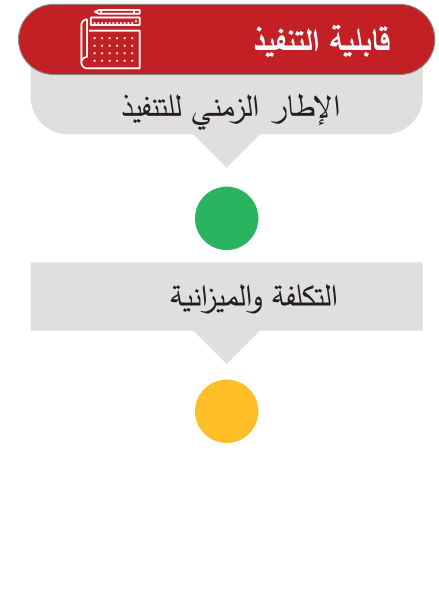 قابلية التنفيذ
الإطار الزمني للتنفيذ
التكلفة والميزانية